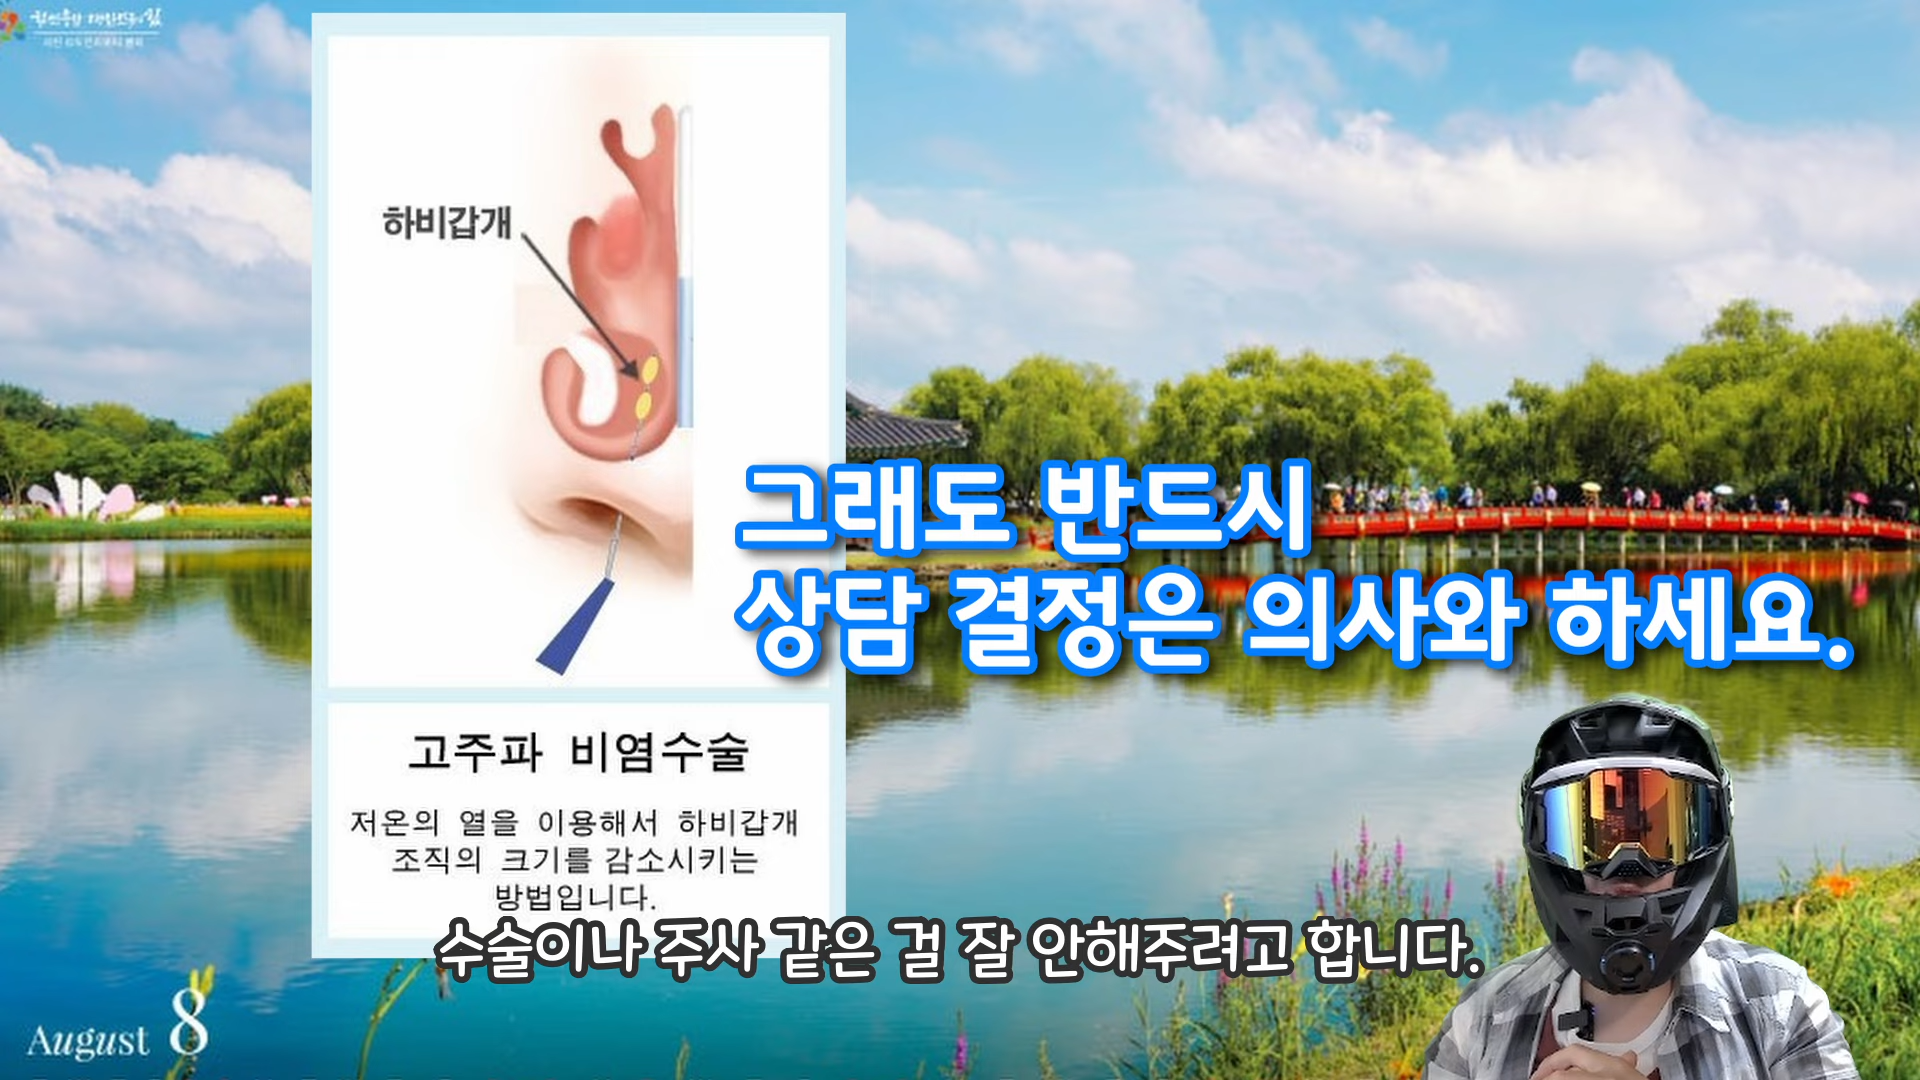 하비갑개
그래도 반드시
상담 결정은 의사와 하세요.
고주파 비염수술
저온의 열을 이용해서 하비갑개
조직의 크기를 감소시키는
방법입니다.
수술이나 주사 같은 걸 잘 안해주려고 합니다.
August 8